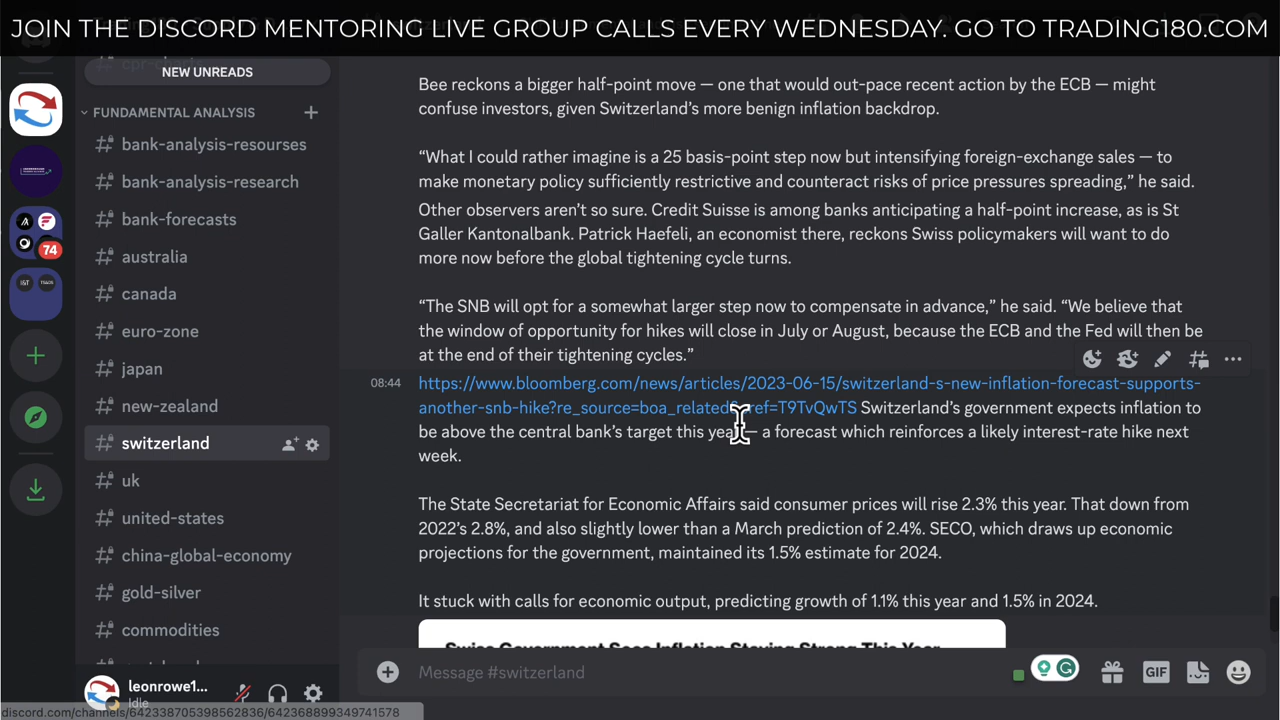 JOIN THE DISCORD MENTORING LIVE GROUP CALLS EVERY WEDNESDAY. GO TO TRADING180.COM
NEW UNREADS
FUNDAMENTAL ANALYSIS
bank-analysis-resourses
bank-analysis-research
bank-forecasts
australia
canada
euro-zone
japan
new-zealand
switzerland
uk
united-states
china-global-economy
gold-silver
commodities
74
leonrowe1...
Idle
discord.com/channels/642338705398562836/642368899349741578
Bee reckons a bigger half-point move — one that would out-pace recent action by the ECB — might
confuse investors, given Switzerland’s more benign inflation backdrop.
“What I could rather imagine is a 25 basis-point step now but intensifying foreign-exchange sales — to
make monetary policy sufficiently restrictive and counteract risks of price pressures spreading,” he said.
Other observers aren’t so sure. Credit Suisse is among banks anticipating a half-point increase, as is St
Galler Kantonalbank. Patrick Haefeli, an economist there, reckons Swiss policymakers will want to do
more now before the global tightening cycle turns.
“The SNB will opt for a somewhat larger step now to compensate in advance,” he said. “We believe that
the window of opportunity for hikes will close in July or August, because the ECB and the Fed will then be
at the end of their tightening cycles.”
08:44
https://www.bloomberg.com/news/articles/2023-06-15/switzerland-s-new-inflation-forecast-supports-
another-snb-hike?re_source=boa_related&sref=T9TvQwTS Switzerland’s government expects inflation to
be above the central bank’s target this year — a forecast which reinforces a likely interest-rate hike next
week.
The State Secretariat for Economic Affairs said consumer prices will rise 2.3% this year. That down from
2022’s 2.8%, and also slightly lower than a March prediction of 2.4%. SECO, which draws up economic
projections for the government, maintained its 1.5% estimate for 2024.
It stuck with calls for economic output, predicting growth of 1.1% this year and 1.5% in 2024.
Swiss Government Sees Inflation Staying Strong This Year
Message #switzerland
GIF